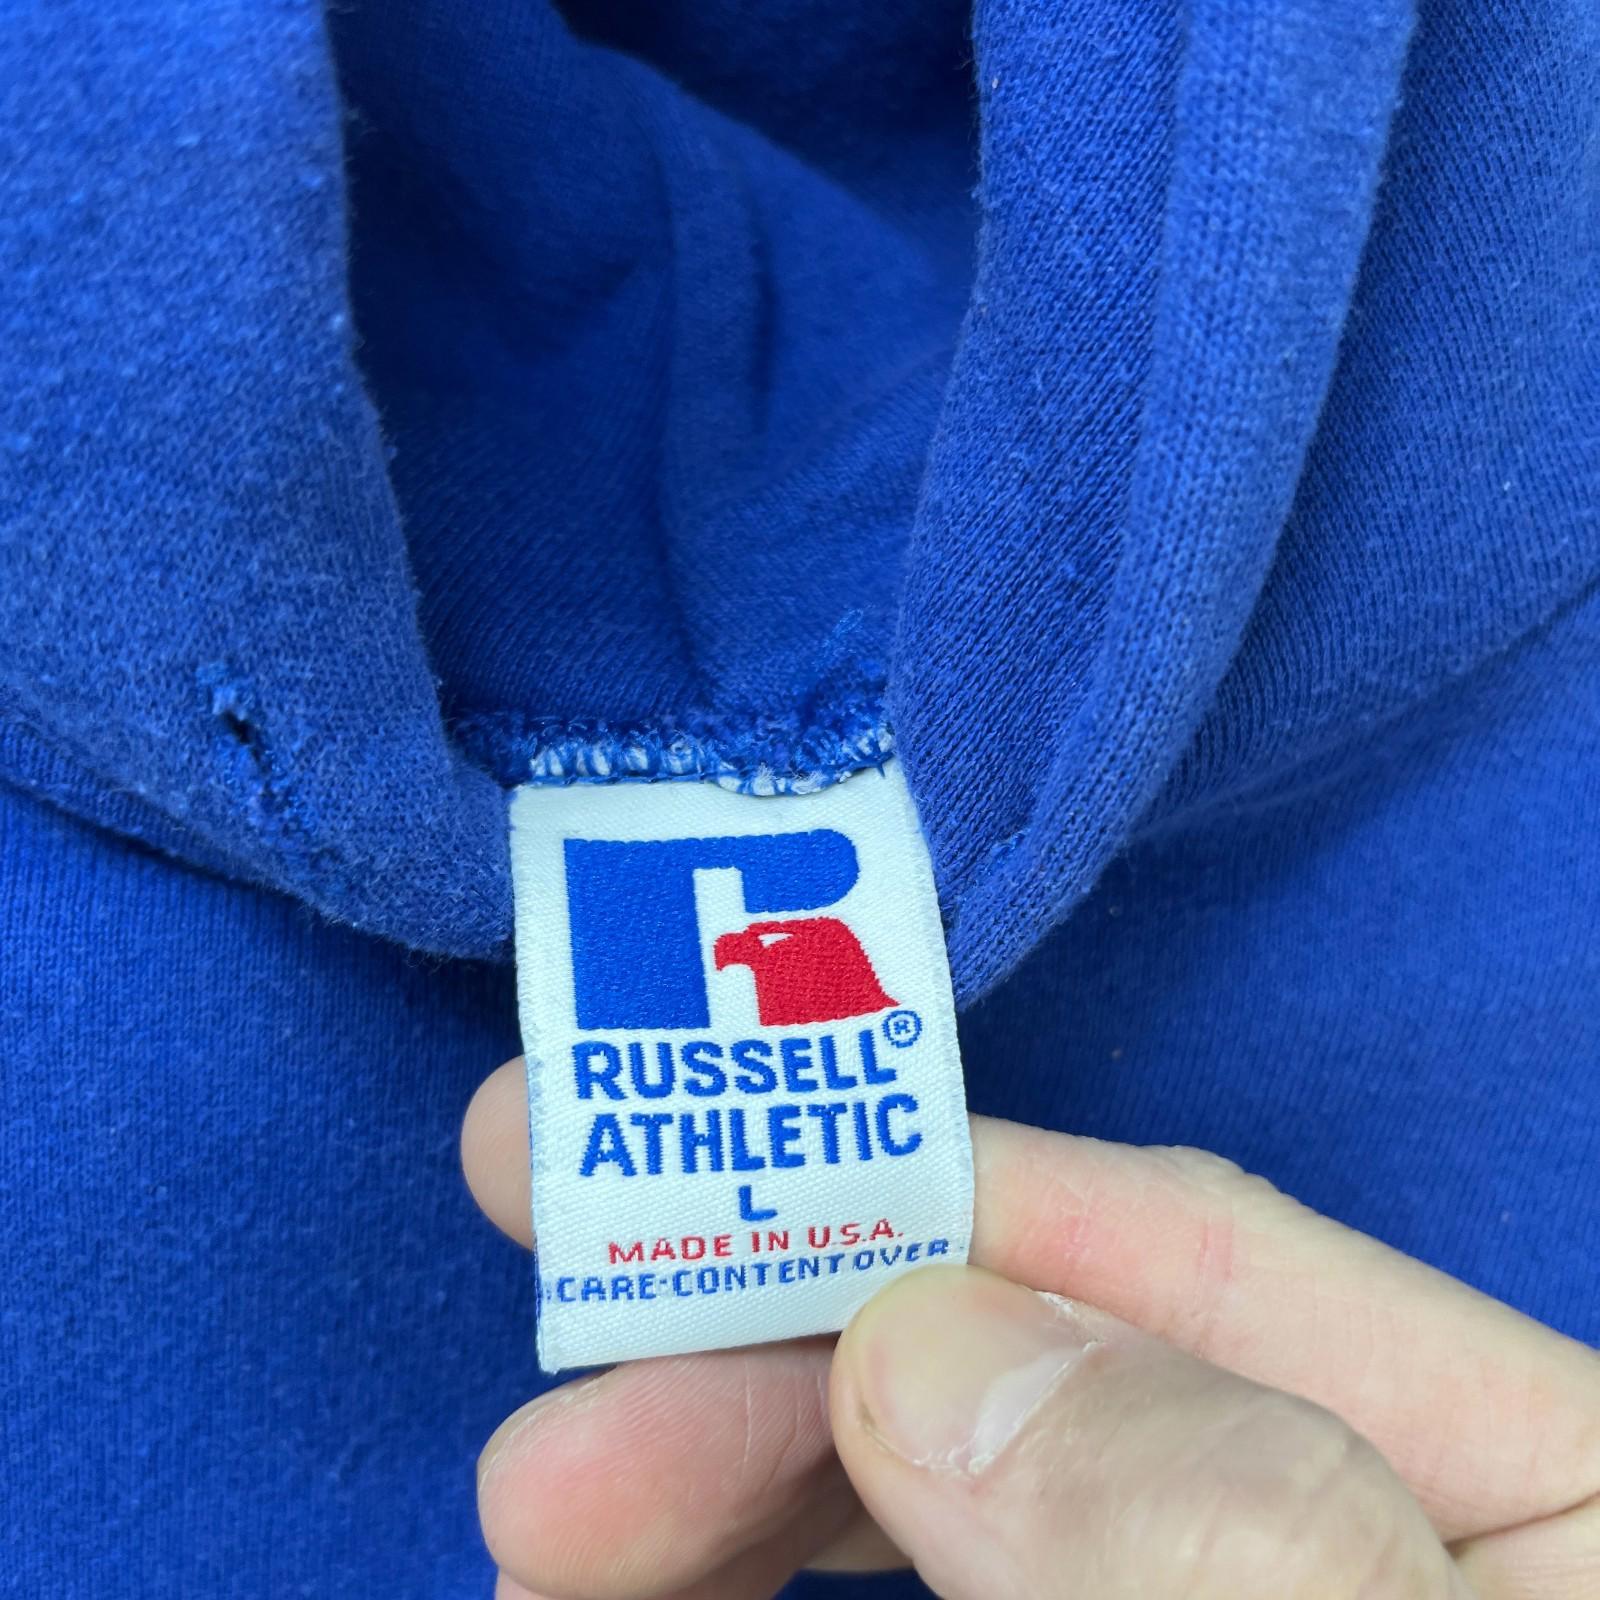 R
RUSSELL®
ATHLETIC
L
MADE IN U.S.A.
CARE·CONTENT OVER